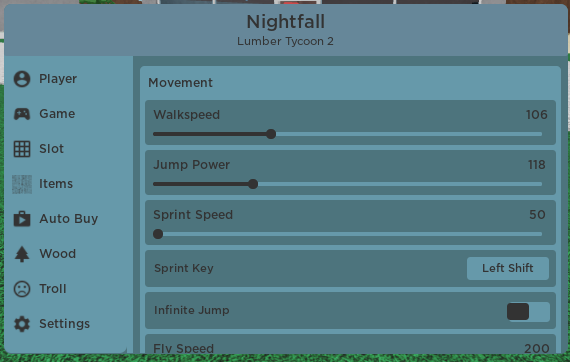 Nightfall
Lumber Tycoon 2
Player
Game
Slot
Items
Auto Buy
Wood
Troll
Settings
Movement
Walkspeed 106
Jump Power 118
Sprint Speed 50
Sprint Key Left Shift
Infinite Jump
Fly Speed 200